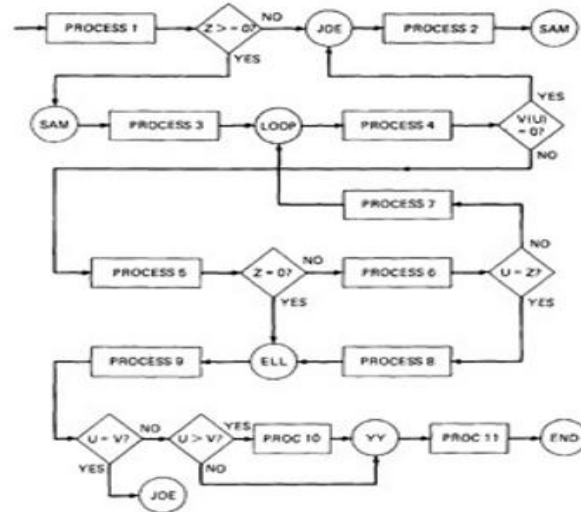 PROCESS 1
Z > = 0?
NO
JOE
PROCESS 2
SAM
YES
SAM
PROCESS 3
LOOP
PROCESS 4
YES
V(U) = 0?
NO
PROCESS 7
NO
PROCESS 5
Z = 0?
NO
PROCESS 6
U = Z?
YES
YES
PROCESS 9
ELL
PROCESS 8
U = V?
NO
U > V?
YES
PROC 10
YY
PROC 11
END
YES
NO
JOE